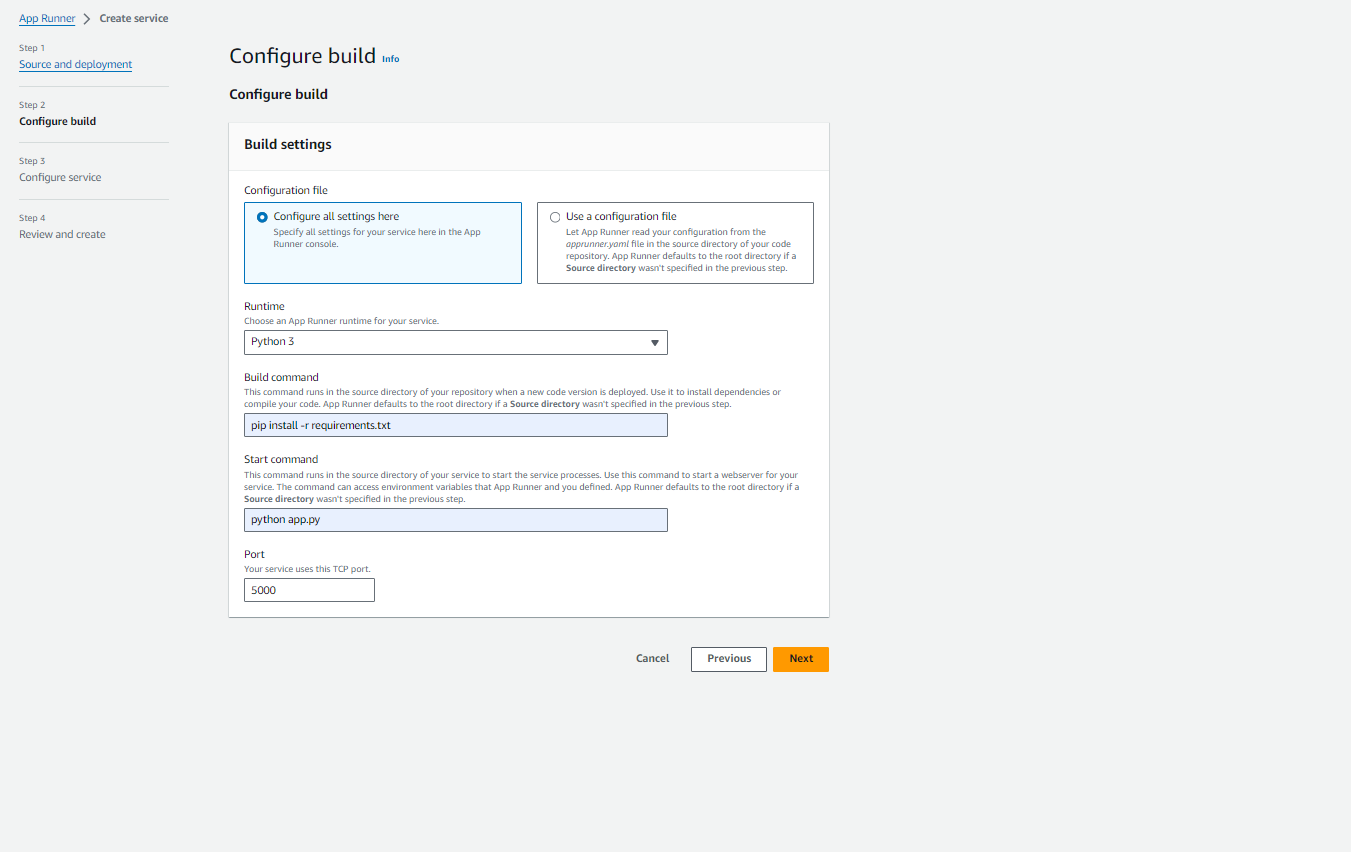 App Runner > Create service
Step 1
Source and deployment
Step 2
Configure build
Step 3
Configure service
Step 4
Review and create
Configure build Info
Configure build
Build settings
Configuration file
Configure all settings here
Specify all settings for your service here in the App
Runner console.
Use a configuration file
Let App Runner read your configuration from the
apprunner.yaml file in the source directory of your code
repository. App Runner defaults to the root directory if a
Source directory wasn't specified in the previous step.
Runtime
Choose an App Runner runtime for your service.
Python 3
Build command
This command runs in the source directory of your repository when a new code version is deployed. Use it to install dependencies or
compile your code. App Runner defaults to the root directory if a Source directory wasn't specified in the previous step.
pip install -r requirements.txt
Start command
This command runs in the source directory of your service to start the service processes. Use this command to start a webserver for your
service. The command can access environment variables that App Runner and you defined. App Runner defaults to the root directory if a
Source directory wasn't specified in the previous step.
python app.py
Port
Your service uses this TCP port.
5000
Cancel Previous Next